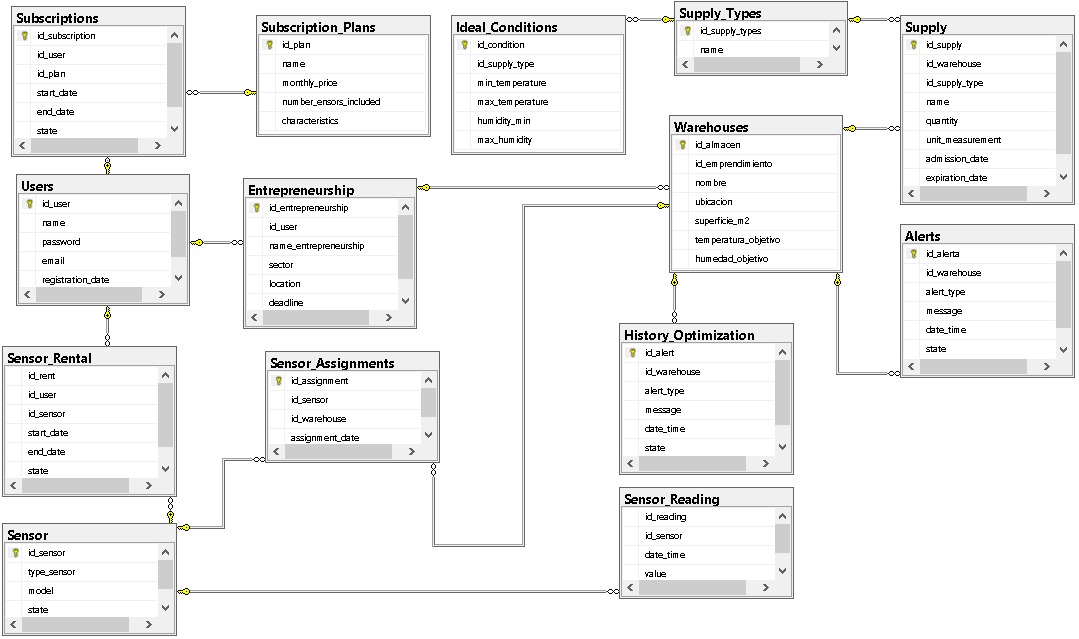 Subscriptions
id_subscription
id_user
id_plan
start_date
end_date
state
Subscription_Plans
id_plan
name
monthly_price
number_ensors_included
characteristics
Ideal_Conditions
id_condition
id_supply_type
min_temperature
max_temperature
humidity_min
max_humidity
Supply_Types
id_supply_types
name
Supply
id_supply
id_warehouse
id_supply_type
name
quantity
unit_measurement
admission_date
expiration_date
Users
id_user
name
password
email
registration_date
Entrepreneurship
id_entrepreneurship
id_user
name_entrepreneurship
sector
location
deadline
Warehouses
id_almacen
id_emprendimiento
nombre
ubicacion
superficie_m2
temperatura_objetivo
humedad_objetivo
Alerts
id_alerta
id_warehouse
alert_type
message
date_time
state
Sensor_Rental
id_rent
id_user
id_sensor
start_date
end_date
state
Sensor_Assignments
id_assignment
id_sensor
id_warehouse
assignment_date
History_Optimization
id_alert
id_warehouse
alert_type
message
date_time
state
Sensor
id_sensor
type_sensor
model
state
Sensor_Reading
id_reading
id_sensor
date_time
value